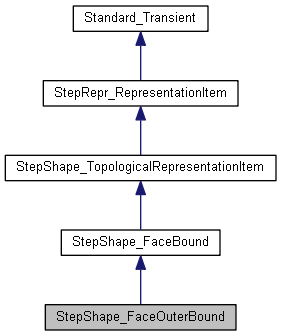 Standard_Transient
StepRepr_RepresentationItem
StepShape_TopologicalRepresentationItem
StepShape_FaceBound
StepShape_FaceOuterBound